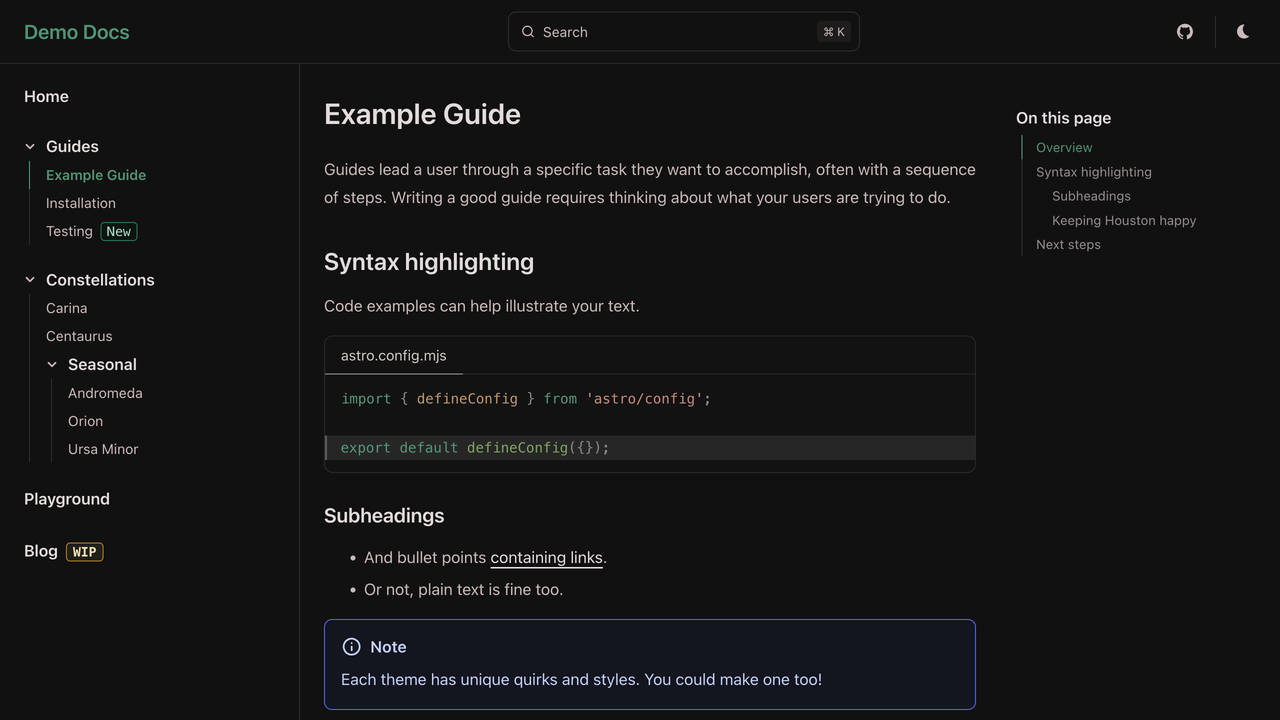 Demo Docs
Search
⌘ K
Home
Guides
Example Guide
Installation
Testing New
Constellations
Carina
Centaurus
Seasonal
Andromeda
Orion
Ursa Minor
Playground
Blog WIP
Example Guide
Guides lead a user through a specific task they want to accomplish, often with a sequence
of steps. Writing a good guide requires thinking about what your users are trying to do.
Syntax highlighting
Code examples can help illustrate your text.
astro.config.mjs
import { defineConfig } from 'astro/config';
export default defineConfig({});
Subheadings
• And bullet points containing links.
• Or not, plain text is fine too.
Note
Each theme has unique quirks and styles. You could make one too!
On this page
Overview
Syntax highlighting
Subheadings
Keeping Houston happy
Next steps